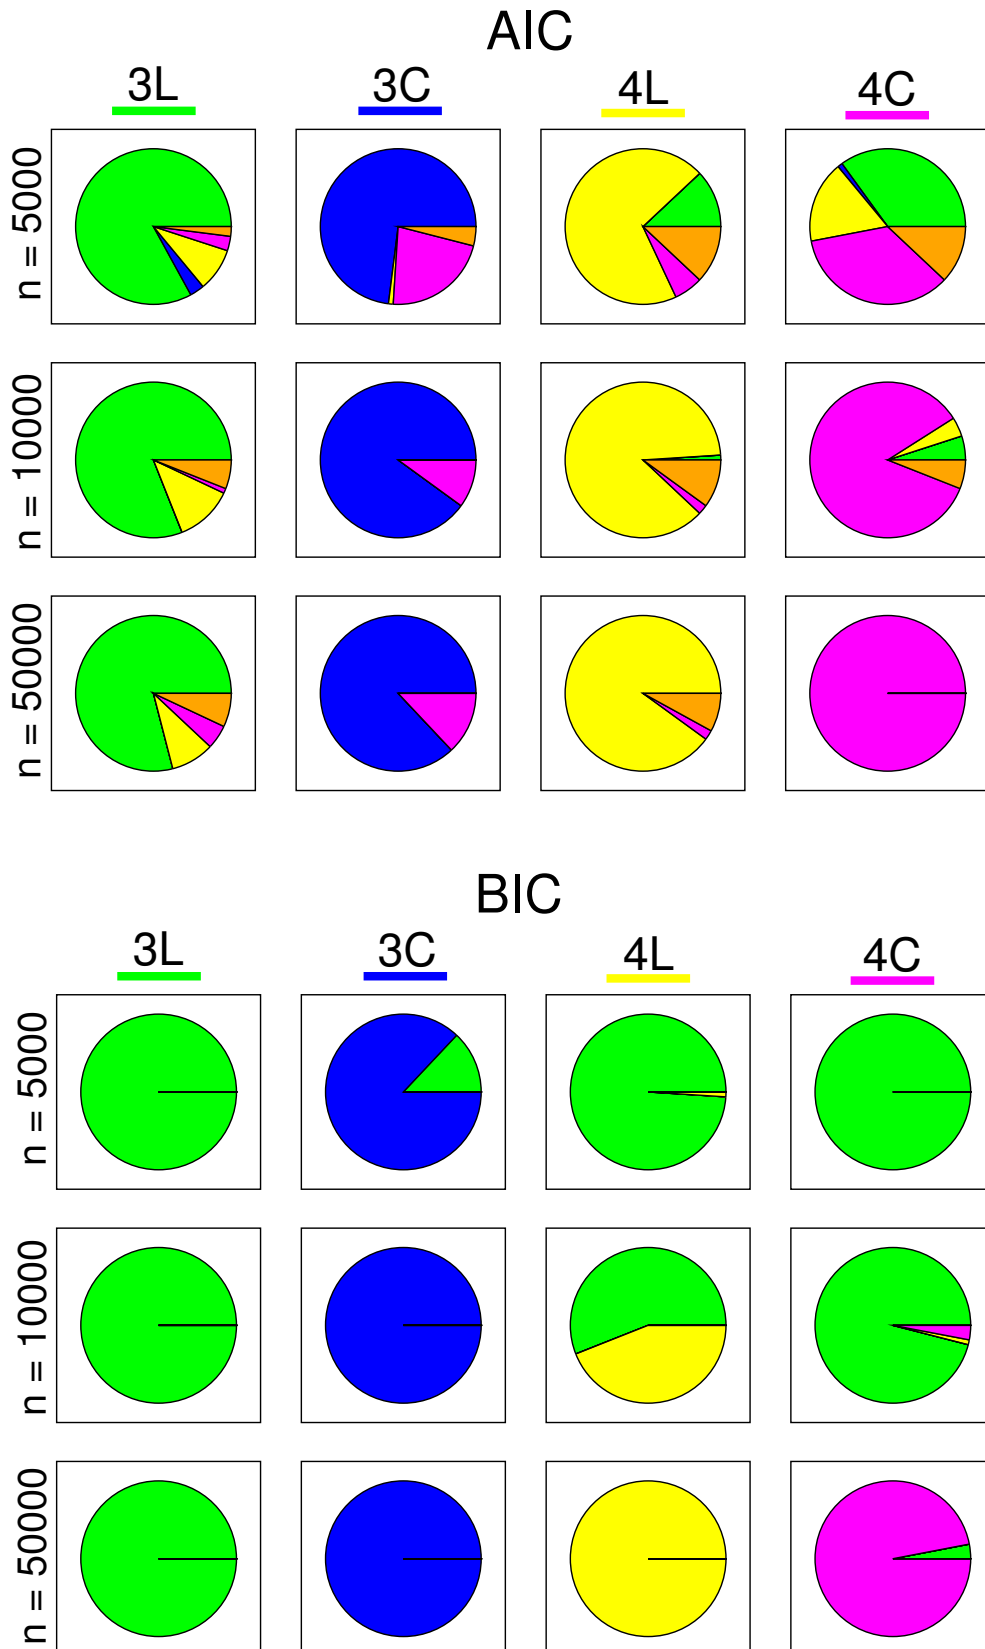 AIC
3L 3C 4L 4C
n = 5000
n = 10000
n = 50000
BIC
3L 3C 4L 4C
n = 5000
n = 10000
n = 50000